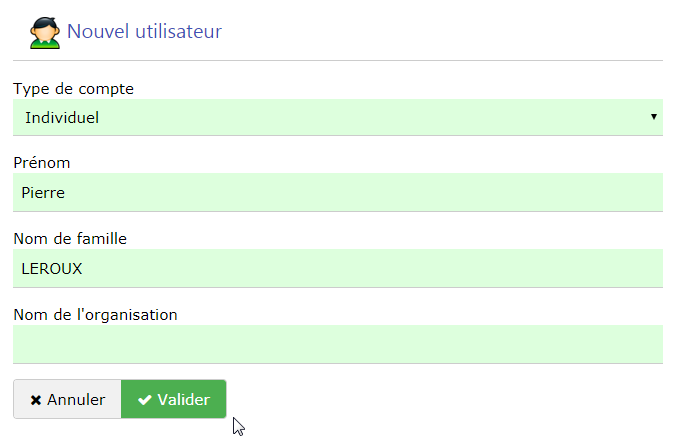 Nouvel utilisateur
Type de compte
Individuel
Prénom
Pierre
Nom de famille
LEROUX
Nom de l'organisation
Annuler Valider